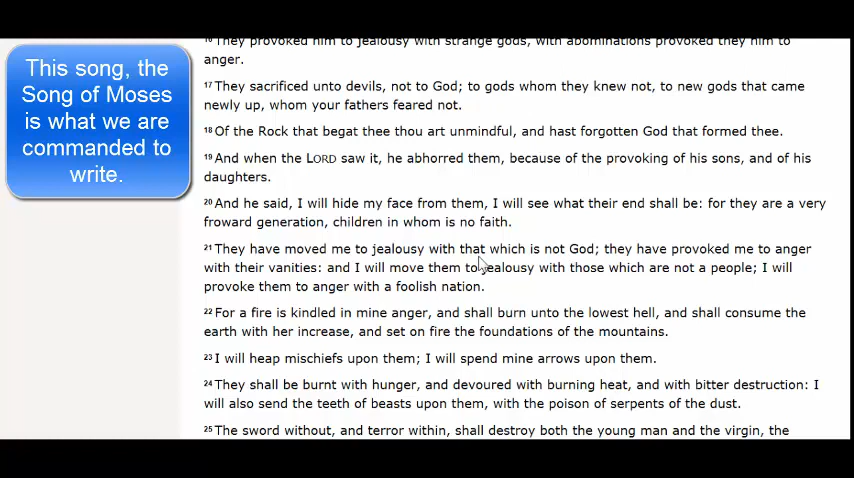 This song, the
Song of Moses
is what we are
commanded to
write.
16 They provoked him to jealousy with strange gods, with abominations provoked they him to
anger.
17 They sacrificed unto devils, not to God; to gods whom they knew not, to new gods that came
newly up, whom your fathers feared not.
18 Of the Rock that begat thee thou art unmindful, and hast forgotten God that formed thee.
19 And when the LORD saw it, he abhorred them, because of the provoking of his sons, and of his
daughters.
20 And he said, I will hide my face from them, I will see what their end shall be: for they are a very
froward generation, children in whom is no faith.
21 They have moved me to jealousy with that which is not God; they have provoked me to anger
with their vanities: and I will move them to jealousy with those which are not a people; I will
provoke them to anger with a foolish nation.
22 For a fire is kindled in mine anger, and shall burn unto the lowest hell, and shall consume the
earth with her increase, and set on fire the foundations of the mountains.
23 I will heap mischiefs upon them; I will spend mine arrows upon them.
24 They shall be burnt with hunger, and devoured with burning heat, and with bitter destruction: I
will also send the teeth of beasts upon them, with the poison of serpents of the dust.
25 The sword without, and terror within, shall destroy both the young man and the virgin, the